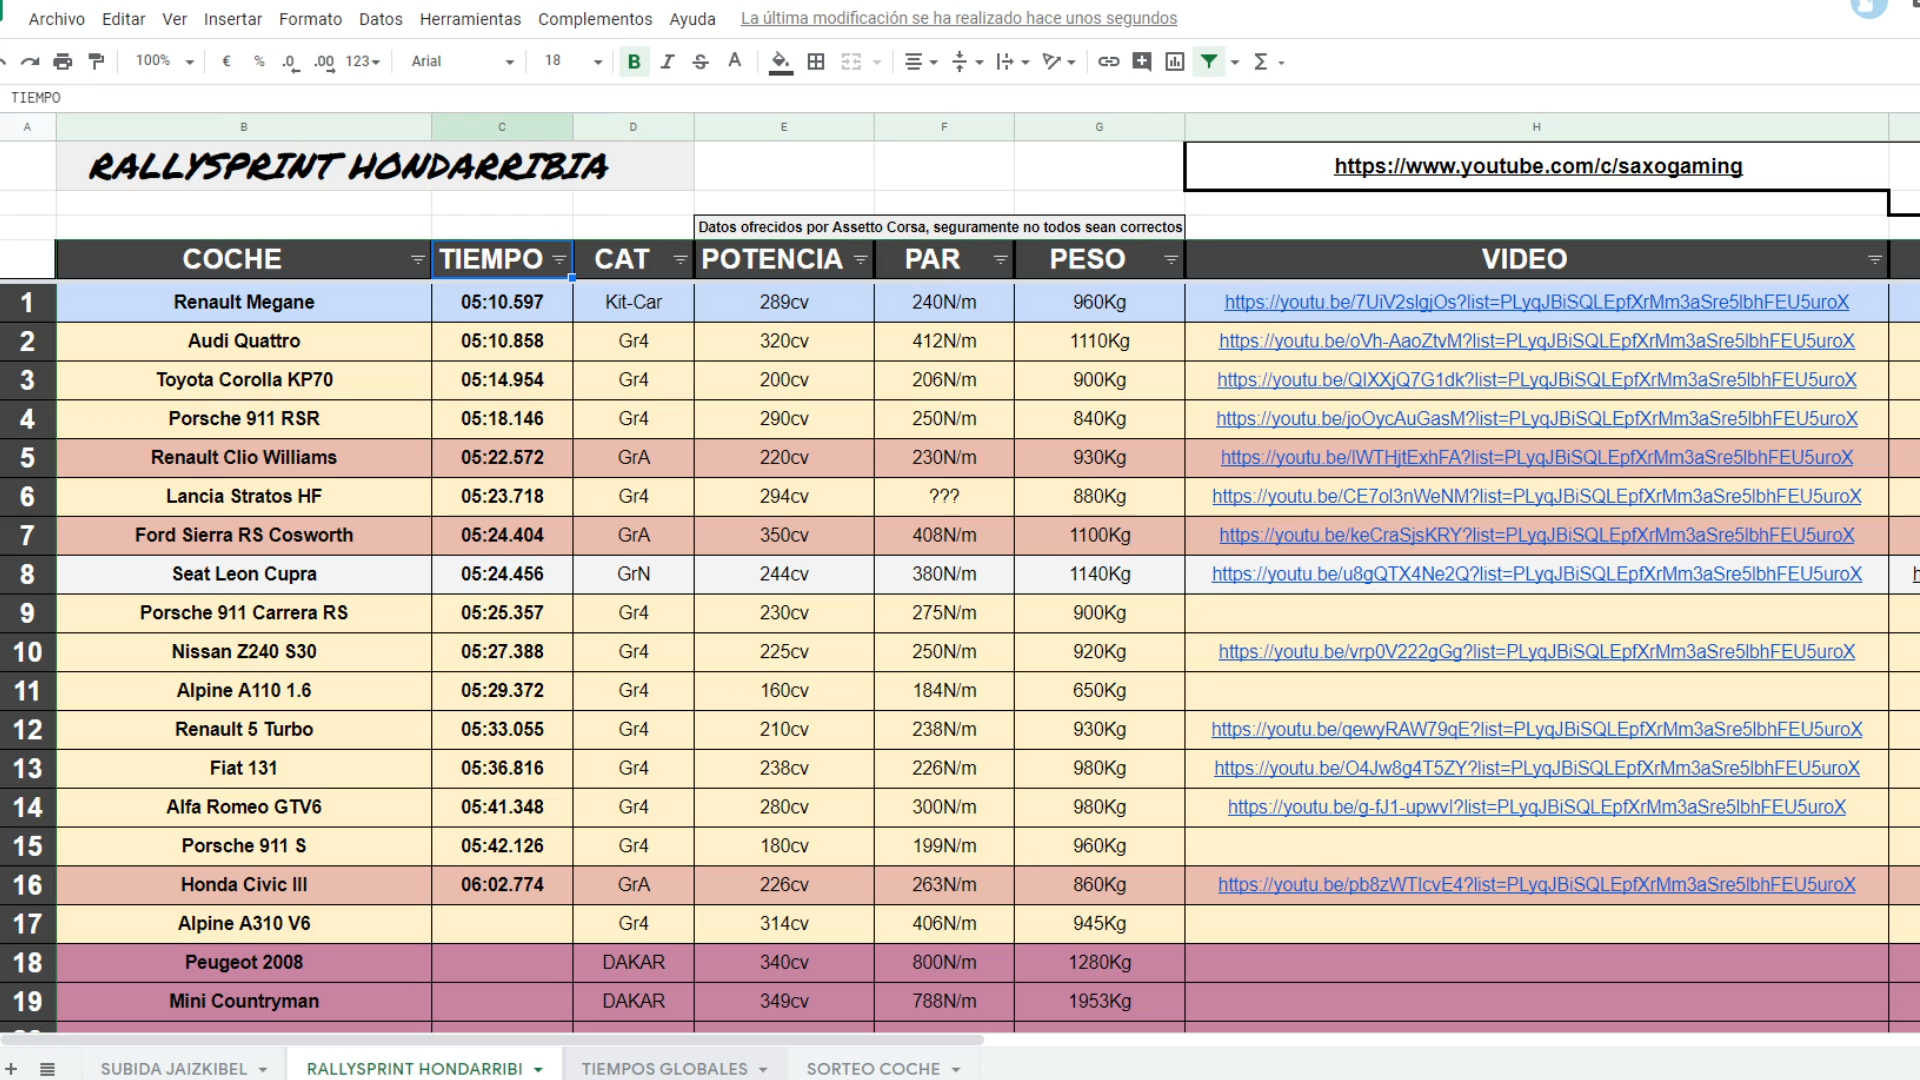 Archivo Editar Ver Insertar Formato Datos Herramientas Complementos Ayuda La última modificación se ha realizado hace unos segundos
100% € % .0 .00 123 Arial 18 B I S A Σ
TIEMPO
A B C D E F G H
RALLYSPRINT HONDARRIBIA https://www.youtube.com/c/saxogaming
Datos ofrecidos por Assetto Corsa, seguramente no todos sean correctos
COCHE TIEMPO CAT POTENCIA PAR PESO VIDEO
1 Renault Megane 05:10.597 Kit-Car 289cv 240N/m 960Kg https://youtu.be/7UiV2slgjOs?list=PLyqJBiSQLEpfXrMm3aSre5lbhFEU5uroX
2 Audi Quattro 05:10.858 Gr4 320cv 412N/m 1110Kg https://youtu.be/oVh-AaoZtvM?list=PLyqJBiSQLEpfXrMm3aSre5lbhFEU5uroX
3 Toyota Corolla KP70 05:14.954 Gr4 200cv 206N/m 900Kg https://youtu.be/QIXXjQ7G1dk?list=PLyqJBiSQLEpfXrMm3aSre5lbhFEU5uroX
4 Porsche 911 RSR 05:18.146 Gr4 290cv 250N/m 840Kg https://youtu.be/joOycAuGasM?list=PLyqJBiSQLEpfXrMm3aSre5lbhFEU5uroX
5 Renault Clio Williams 05:22.572 GrA 220cv 230N/m 930Kg https://youtu.be/lWTHjtExhFA?list=PLyqJBiSQLEpfXrMm3aSre5lbhFEU5uroX
6 Lancia Stratos HF 05:23.718 Gr4 294cv ??? 880Kg https://youtu.be/CE7ol3nWeNM?list=PLyqJBiSQLEpfXrMm3aSre5lbhFEU5uroX
7 Ford Sierra RS Cosworth 05:24.404 GrA 350cv 408N/m 1100Kg https://youtu.be/keCraSjsKRY?list=PLyqJBiSQLEpfXrMm3aSre5lbhFEU5uroX
8 Seat Leon Cupra 05:24.456 GrN 244cv 380N/m 1140Kg https://youtu.be/u8gQTX4Ne2Q?list=PLyqJBiSQLEpfXrMm3aSre5lbhFEU5uroX
9 Porsche 911 Carrera RS 05:25.357 Gr4 230cv 275N/m 900Kg
10 Nissan Z240 S30 05:27.388 Gr4 225cv 250N/m 920Kg https://youtu.be/vrp0V222gGg?list=PLyqJBiSQLEpfXrMm3aSre5lbhFEU5uroX
11 Alpine A110 1.6 05:29.372 Gr4 160cv 184N/m 650Kg
12 Renault 5 Turbo 05:33.055 Gr4 210cv 238N/m 930Kg https://youtu.be/qewyRAW79qE?list=PLyqJBiSQLEpfXrMm3aSre5lbhFEU5uroX
13 Fiat 131 05:36.816 Gr4 238cv 226N/m 980Kg https://youtu.be/O4Jw8g4T5ZY?list=PLyqJBiSQLEpfXrMm3aSre5lbhFEU5uroX
14 Alfa Romeo GTV6 05:41.348 Gr4 280cv 300N/m 980Kg https://youtu.be/g-fJ1-upwvI?list=PLyqJBiSQLEpfXrMm3aSre5lbhFEU5uroX
15 Porsche 911 S 05:42.126 Gr4 180cv 199N/m 960Kg
16 Honda Civic III 06:02.774 GrA 226cv 263N/m 860Kg https://youtu.be/pb8zWTlcvE4?list=PLyqJBiSQLEpfXrMm3aSre5lbhFEU5uroX
17 Alpine A310 V6 Gr4 314cv 406N/m 945Kg
18 Peugeot 2008 DAKAR 340cv 800N/m 1280Kg
19 Mini Countryman DAKAR 349cv 788N/m 1953Kg
SUBIDA JAIZKIBEL RALLYSPRINT HONDARRIBI TIEMPOS GLOBALES SORTEO COCHE